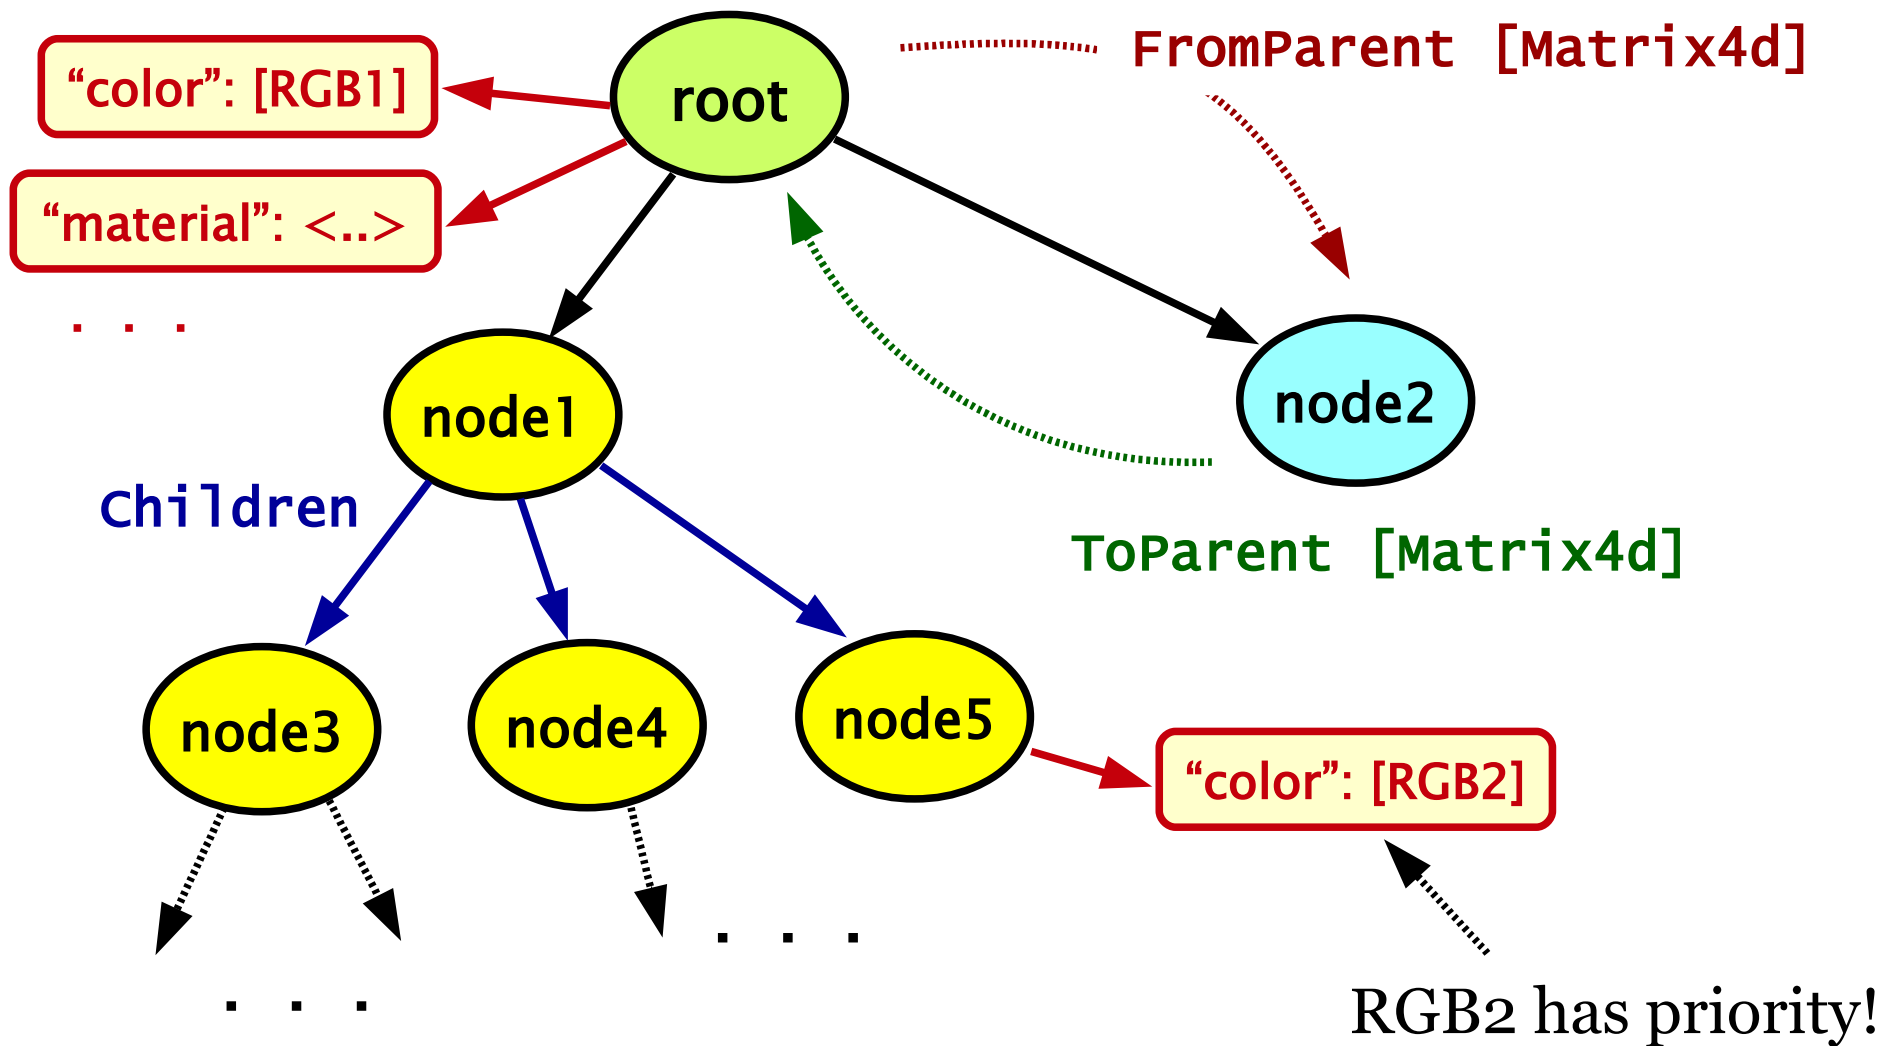 root
FromParent [Matrix4d]
“color”: [RGB1]
“material”: <..>
. . .
node1
node2
Children
ToParent [Matrix4d]
node3
node4
node5
“color”: [RGB2]
. . .
. . .
RGB2 has priority!